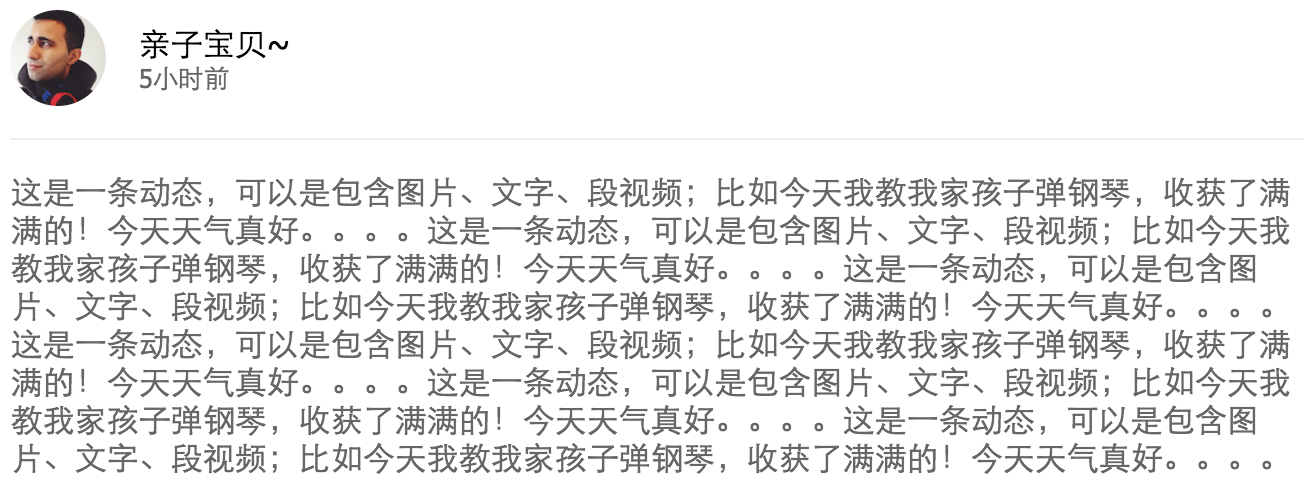 亲子宝贝~
5小时前
这是一条动态，可以是包含图片、文字、段视频；比如今天我教我家孩子弹钢琴，收获了满
满的！今天天气真好。。。。这是一条动态，可以是包含图片、文字、段视频；比如今天我
教我家孩子弹钢琴，收获了满满的！今天天气真好。。。。这是一条动态，可以是包含图
片、文字、段视频；比如今天我教我家孩子弹钢琴，收获了满满的！今天天气真好。。。。
这是一条动态，可以是包含图片、文字、段视频；比如今天我教我家孩子弹钢琴，收获了满
满的！今天天气真好。。。。这是一条动态，可以是包含图片、文字、段视频；比如今天我
教我家孩子弹钢琴，收获了满满的！今天天气真好。。。。这是一条动态，可以是包含图
片、文字、段视频；比如今天我教我家孩子弹钢琴，收获了满满的！今天天气真好。。。。